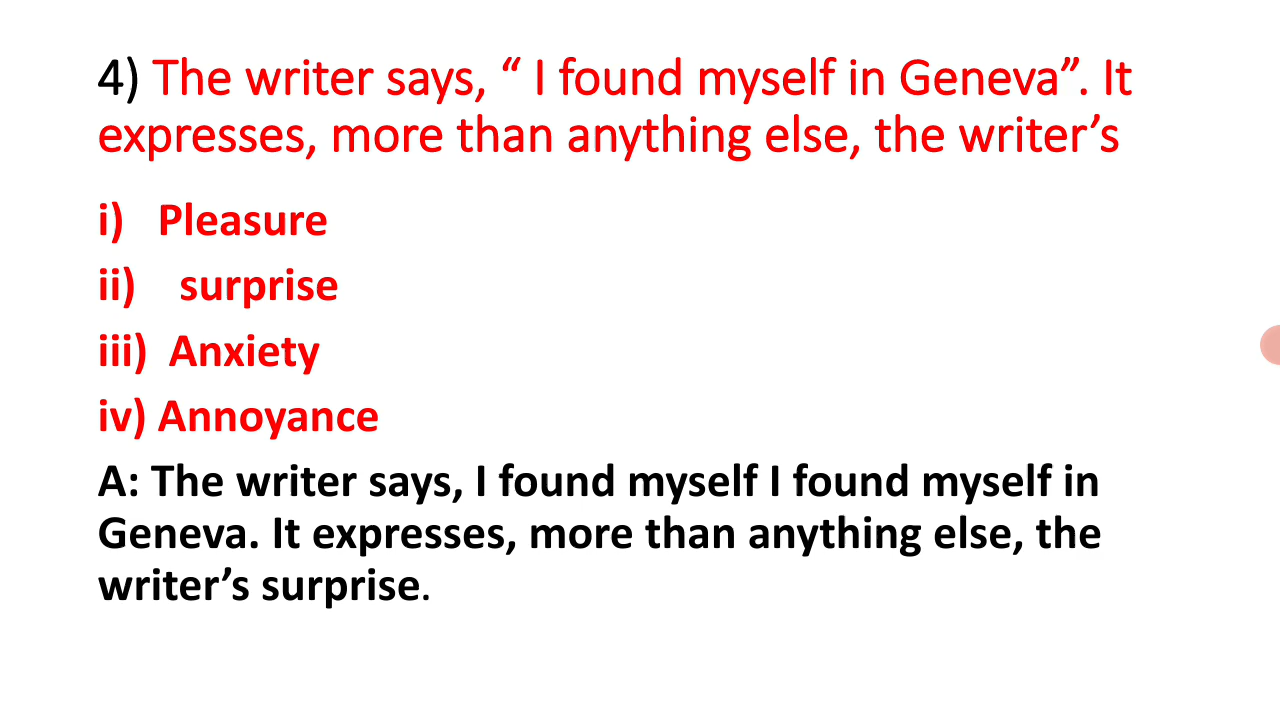 4) The writer says, “ I found myself in Geneva”. It
expresses, more than anything else, the writer’s
i) Pleasure
ii) surprise
iii) Anxiety
iv) Annoyance
A: The writer says, I found myself I found myself in
Geneva. It expresses, more than anything else, the
writer’s surprise.